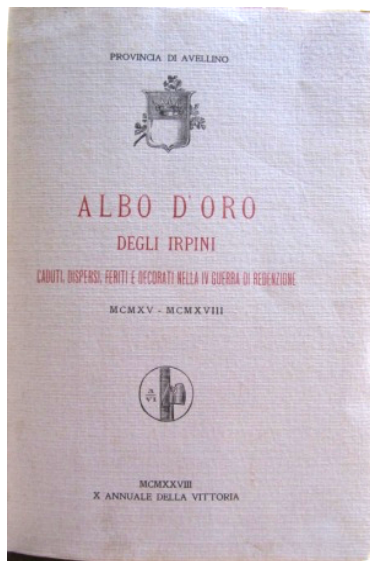 PROVINCIA DI AVELLINO
ALBO D'ORO
DEGLI IRPINI
CADUTI, DISPERSI, FERITI E DECORATI NELLA IV GUERRA DI REDENZIONE
MCMXV - MCMXVIII
A
VI
MCMXXVIII
X ANNUALE DELLA VITTORIA